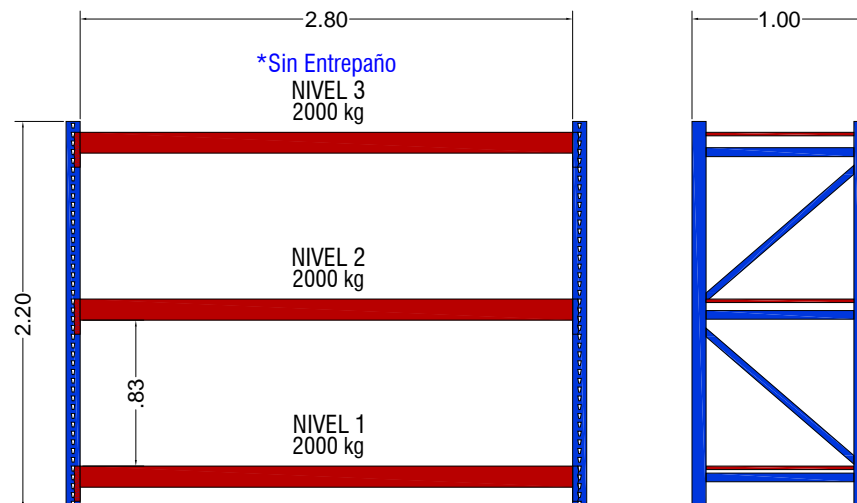 2.80
1.00
*Sin Entrepaño
NIVEL 3
2000 kg
NIVEL 2
2000 kg
2.20
.83
NIVEL 1
2000 kg